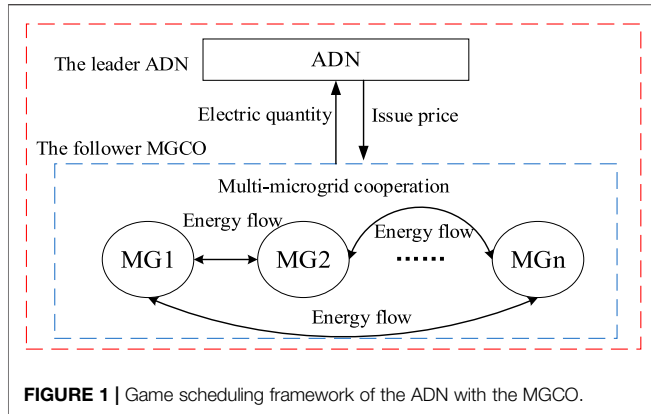 The leader ADN
ADN
Electric quantity
Issue price
The follower MGCO
Multi-microgrid cooperation
Energy flow
Energy flow
MG1
MG2
......
MGn
Energy flow
FIGURE 1 | Game scheduling framework of the ADN with the MGCO.